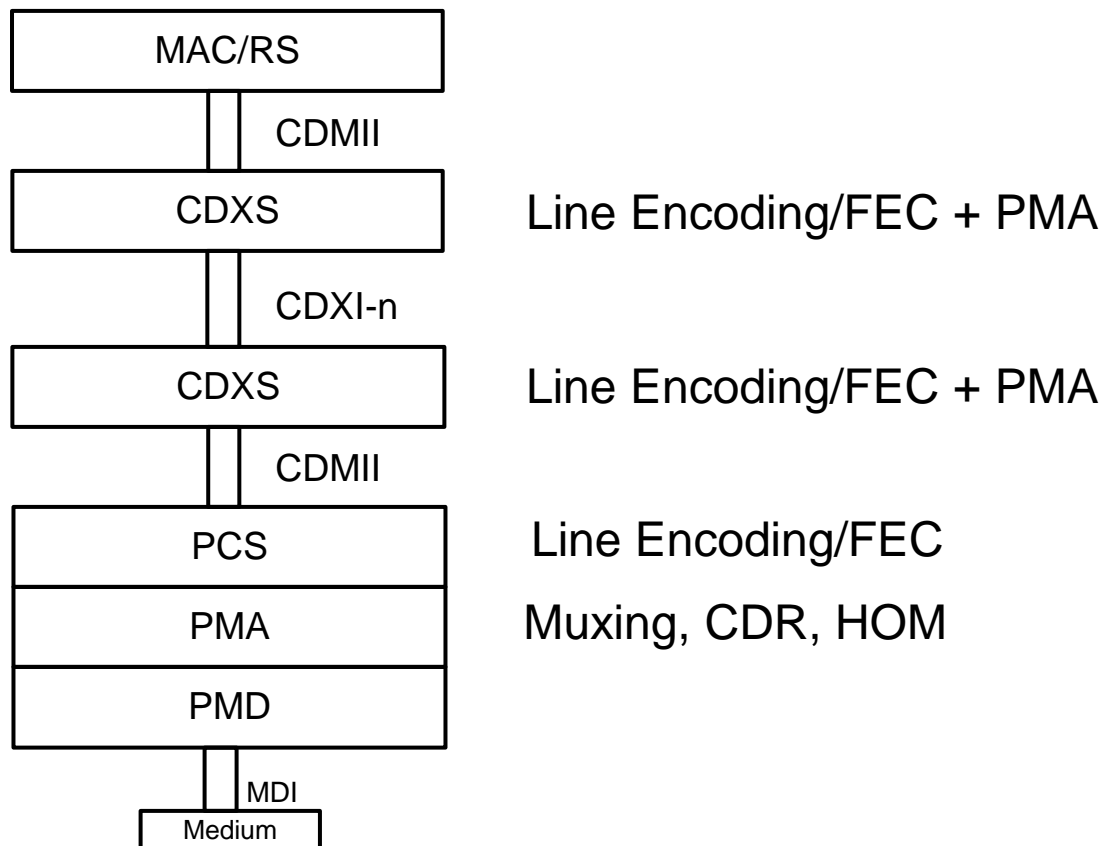 MAC/RS
CDMII
CDXS Line Encoding/FEC + PMA
CDXI-n
CDXS Line Encoding/FEC + PMA
CDMII
PCS Line Encoding/FEC
PMA Muxing, CDR, HOM
PMD
MDI
Medium